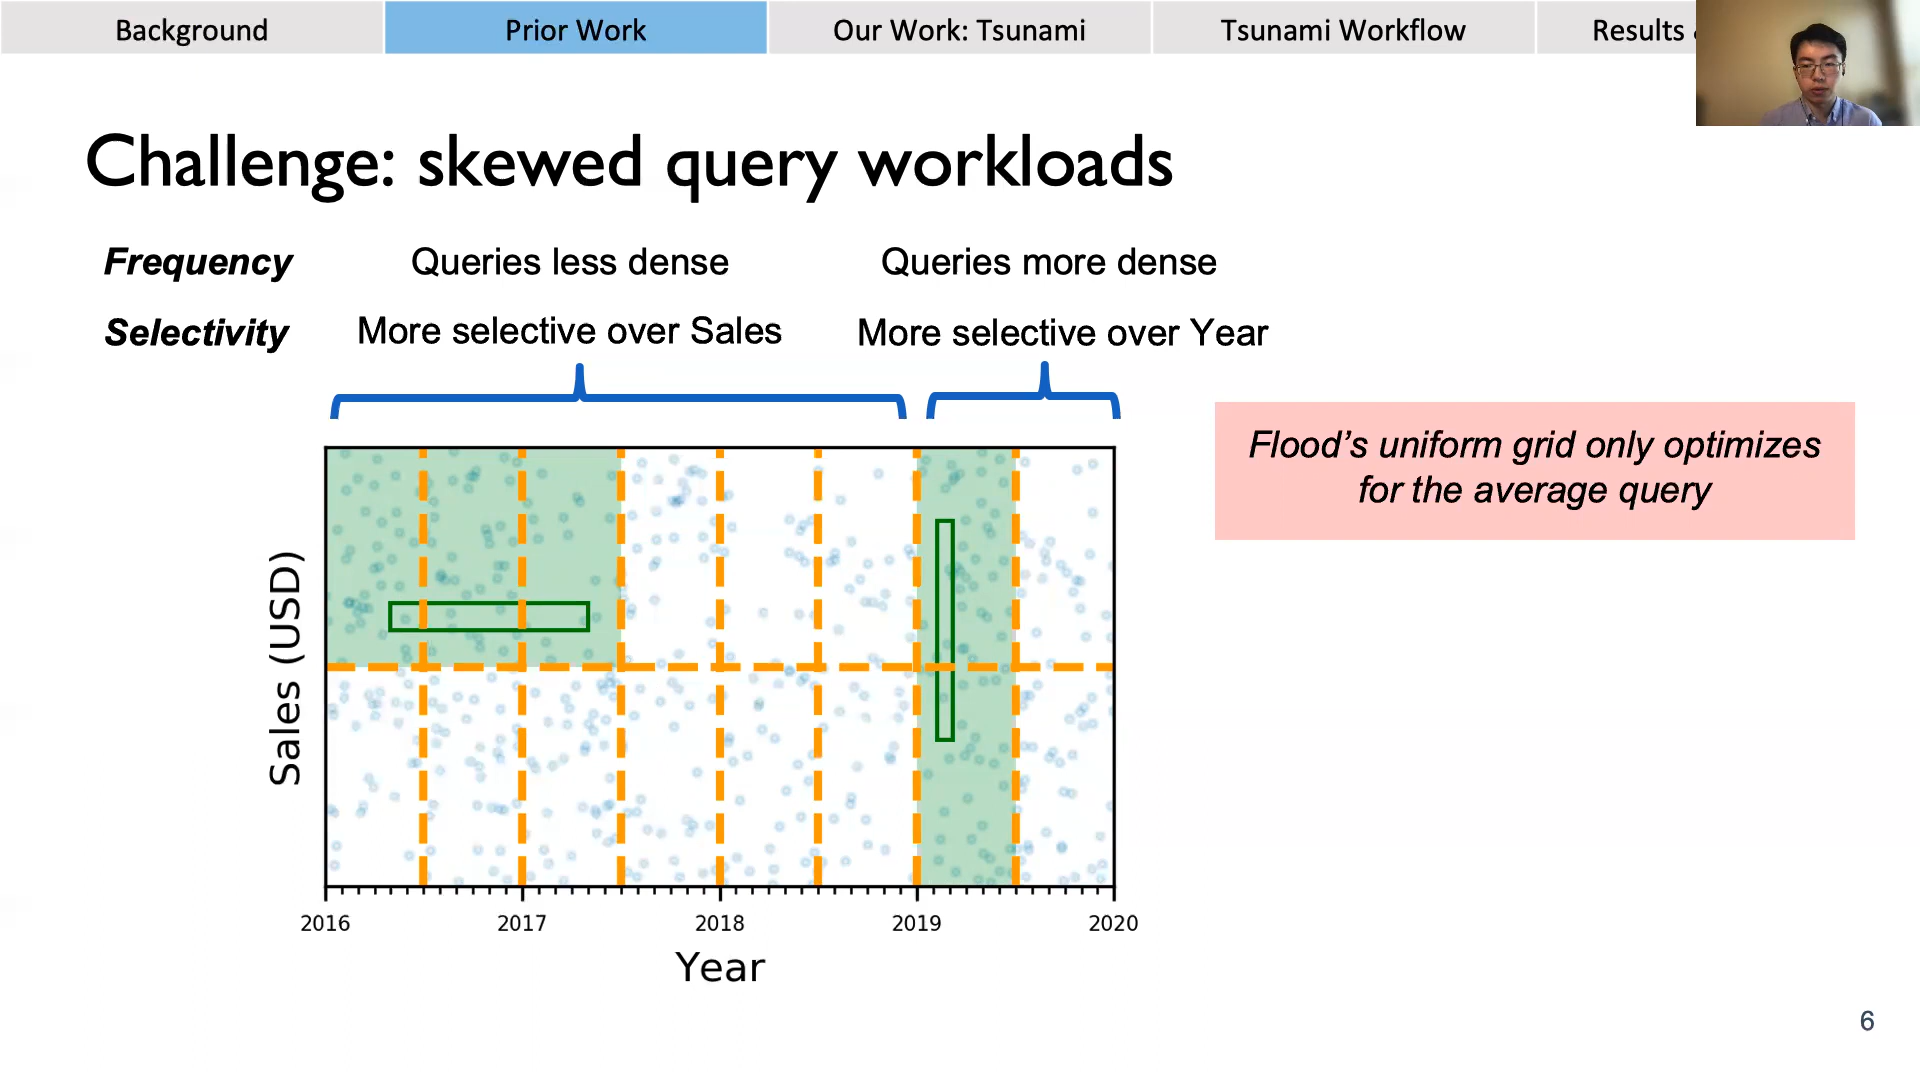 Background
Prior Work
Our Work: Tsunami
Tsunami Workflow
Results
Challenge: skewed query workloads
Frequency
Queries less dense
Queries more dense
Selectivity
More selective over Sales
More selective over Year
Flood’s uniform grid only optimizes
for the average query
Sales (USD)
2016
2017
2018
2019
2020
Year
6